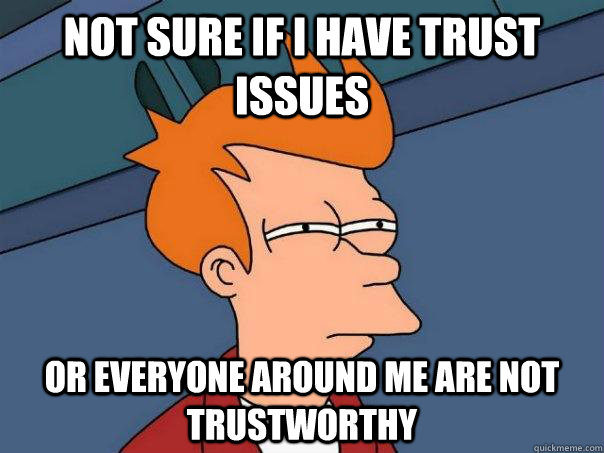 NOT SURE IF I HAVE TRUST
ISSUES
OR EVERYONE AROUND ME ARE NOT
TRUSTWORTHY
quickmeme.com